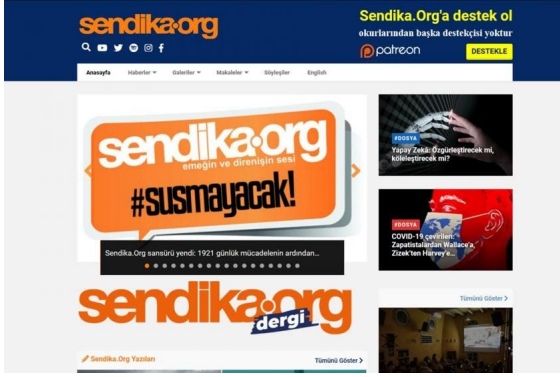 sendika.org
Sendika.Org'a destek ol
okurlarından başka destekçisi yoktur
patreon
DESTEKLE
Anasayfa Haberler Galeriler Makaleler Söyleşiler English
sendika.org
emeğin ve direnişin sesi
#susmayacak!
Sendika.Org sansürü yendi: 1921 günlük mücadelenin ardından...
#DOSYA
Yapay Zekâ: Özgürleştirecek mi,
köleleştirecek mi?
#DOSYA
COVID-19 çevirileri:
Zapatistalardan Wallace'a,
Zizek'ten Harvey'e...
sendika.org
dergi
Tümünü Göster
Sendika.Org Yazıları
Tümünü Göster